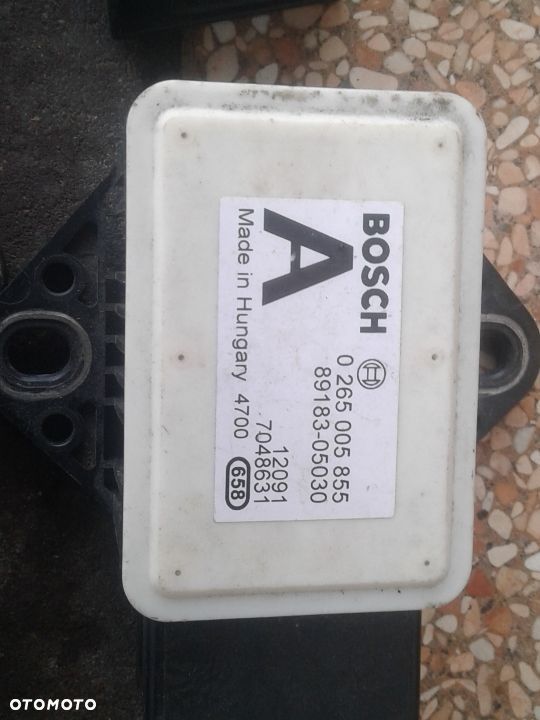 BOSCH
0 265 005 855
89183-05030
A
12091
7048631
Made in Hungary 4700
658
OTOMOTO